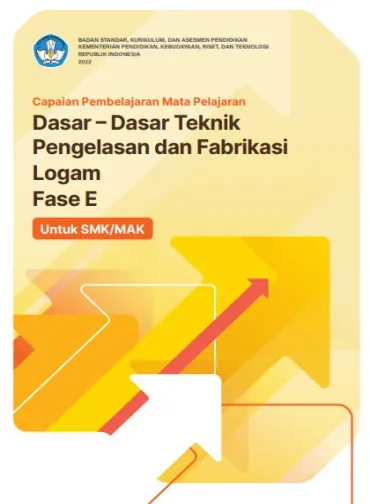 BADAN STANDAR, KURIKULUM, DAN ASESMEN PENDIDIKAN
KEMENTERIAN PENDIDIKAN, KEBUDAYAAN, RISET, DAN TEKNOLOGI
REPUBLIK INDONESIA
2022
Capaian Pembelajaran Mata Pelajaran
Dasar – Dasar Teknik
Pengelasan dan Fabrikasi
Logam
Fase E
Untuk SMK/MAK